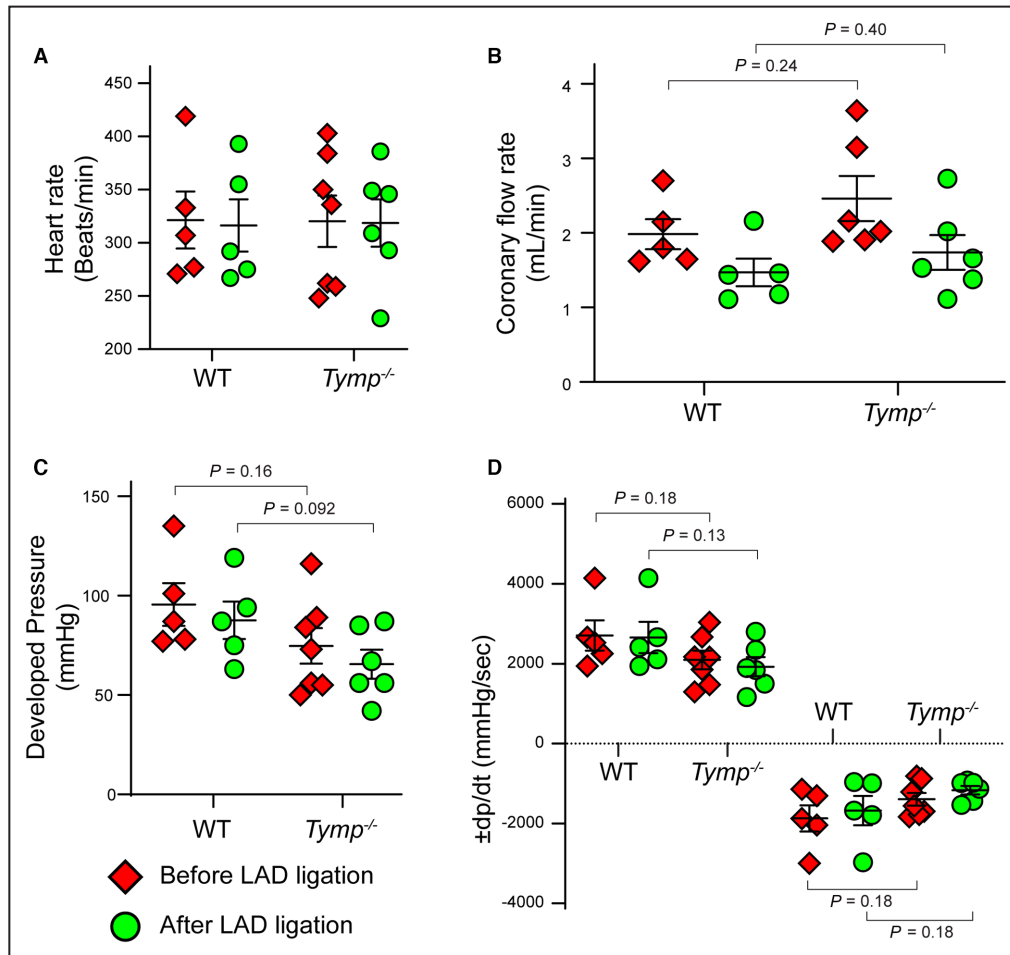 A
Heart rate
(Beats/min)
450
400
350
300
250
200
WT
Tymp-/-
B
Coronary flow rate
(mL/min)
P = 0.40
P = 0.24
4
3
2
1
0
WT
Tymp-/-
C
Developed Pressure
(mmHg)
P = 0.16
P = 0.092
150
100
50
0
WT
Tymp-/-
Before LAD ligation
After LAD ligation
D
±dp/dt (mmHg/sec)
6000
4000
2000
0
-2000
-4000
P = 0.18
P = 0.13
WT
Tymp-/-
WT
Tymp-/-
P = 0.18
P = 0.18